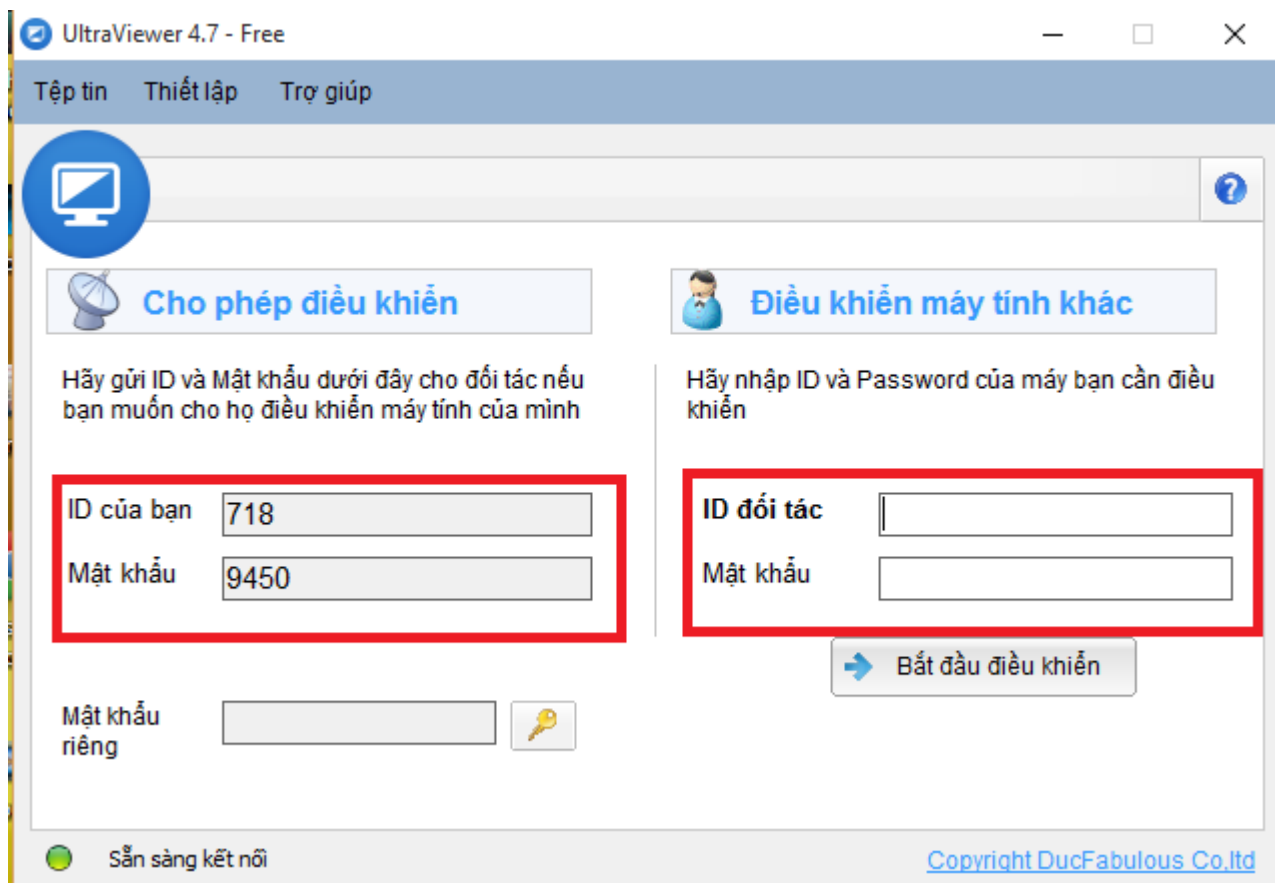 UltraViewer 4.7 - Free
Tệp tin Thiết lập Trợ giúp
Cho phép điều khiển
Hãy gửi ID và Mật khẩu dưới đây cho đối tác nếu
bạn muốn cho họ điều khiển máy tính của mình
ID của bạn 718
Mật khẩu 9450
Mật khẩu
riêng
Điều khiển máy tính khác
Hãy nhập ID và Password của máy bạn cần điều
khiển
ID đối tác
Mật khẩu
Bắt đầu điều khiển
Sẵn sàng kết nối
Copyright DucFabulous Co,ltd